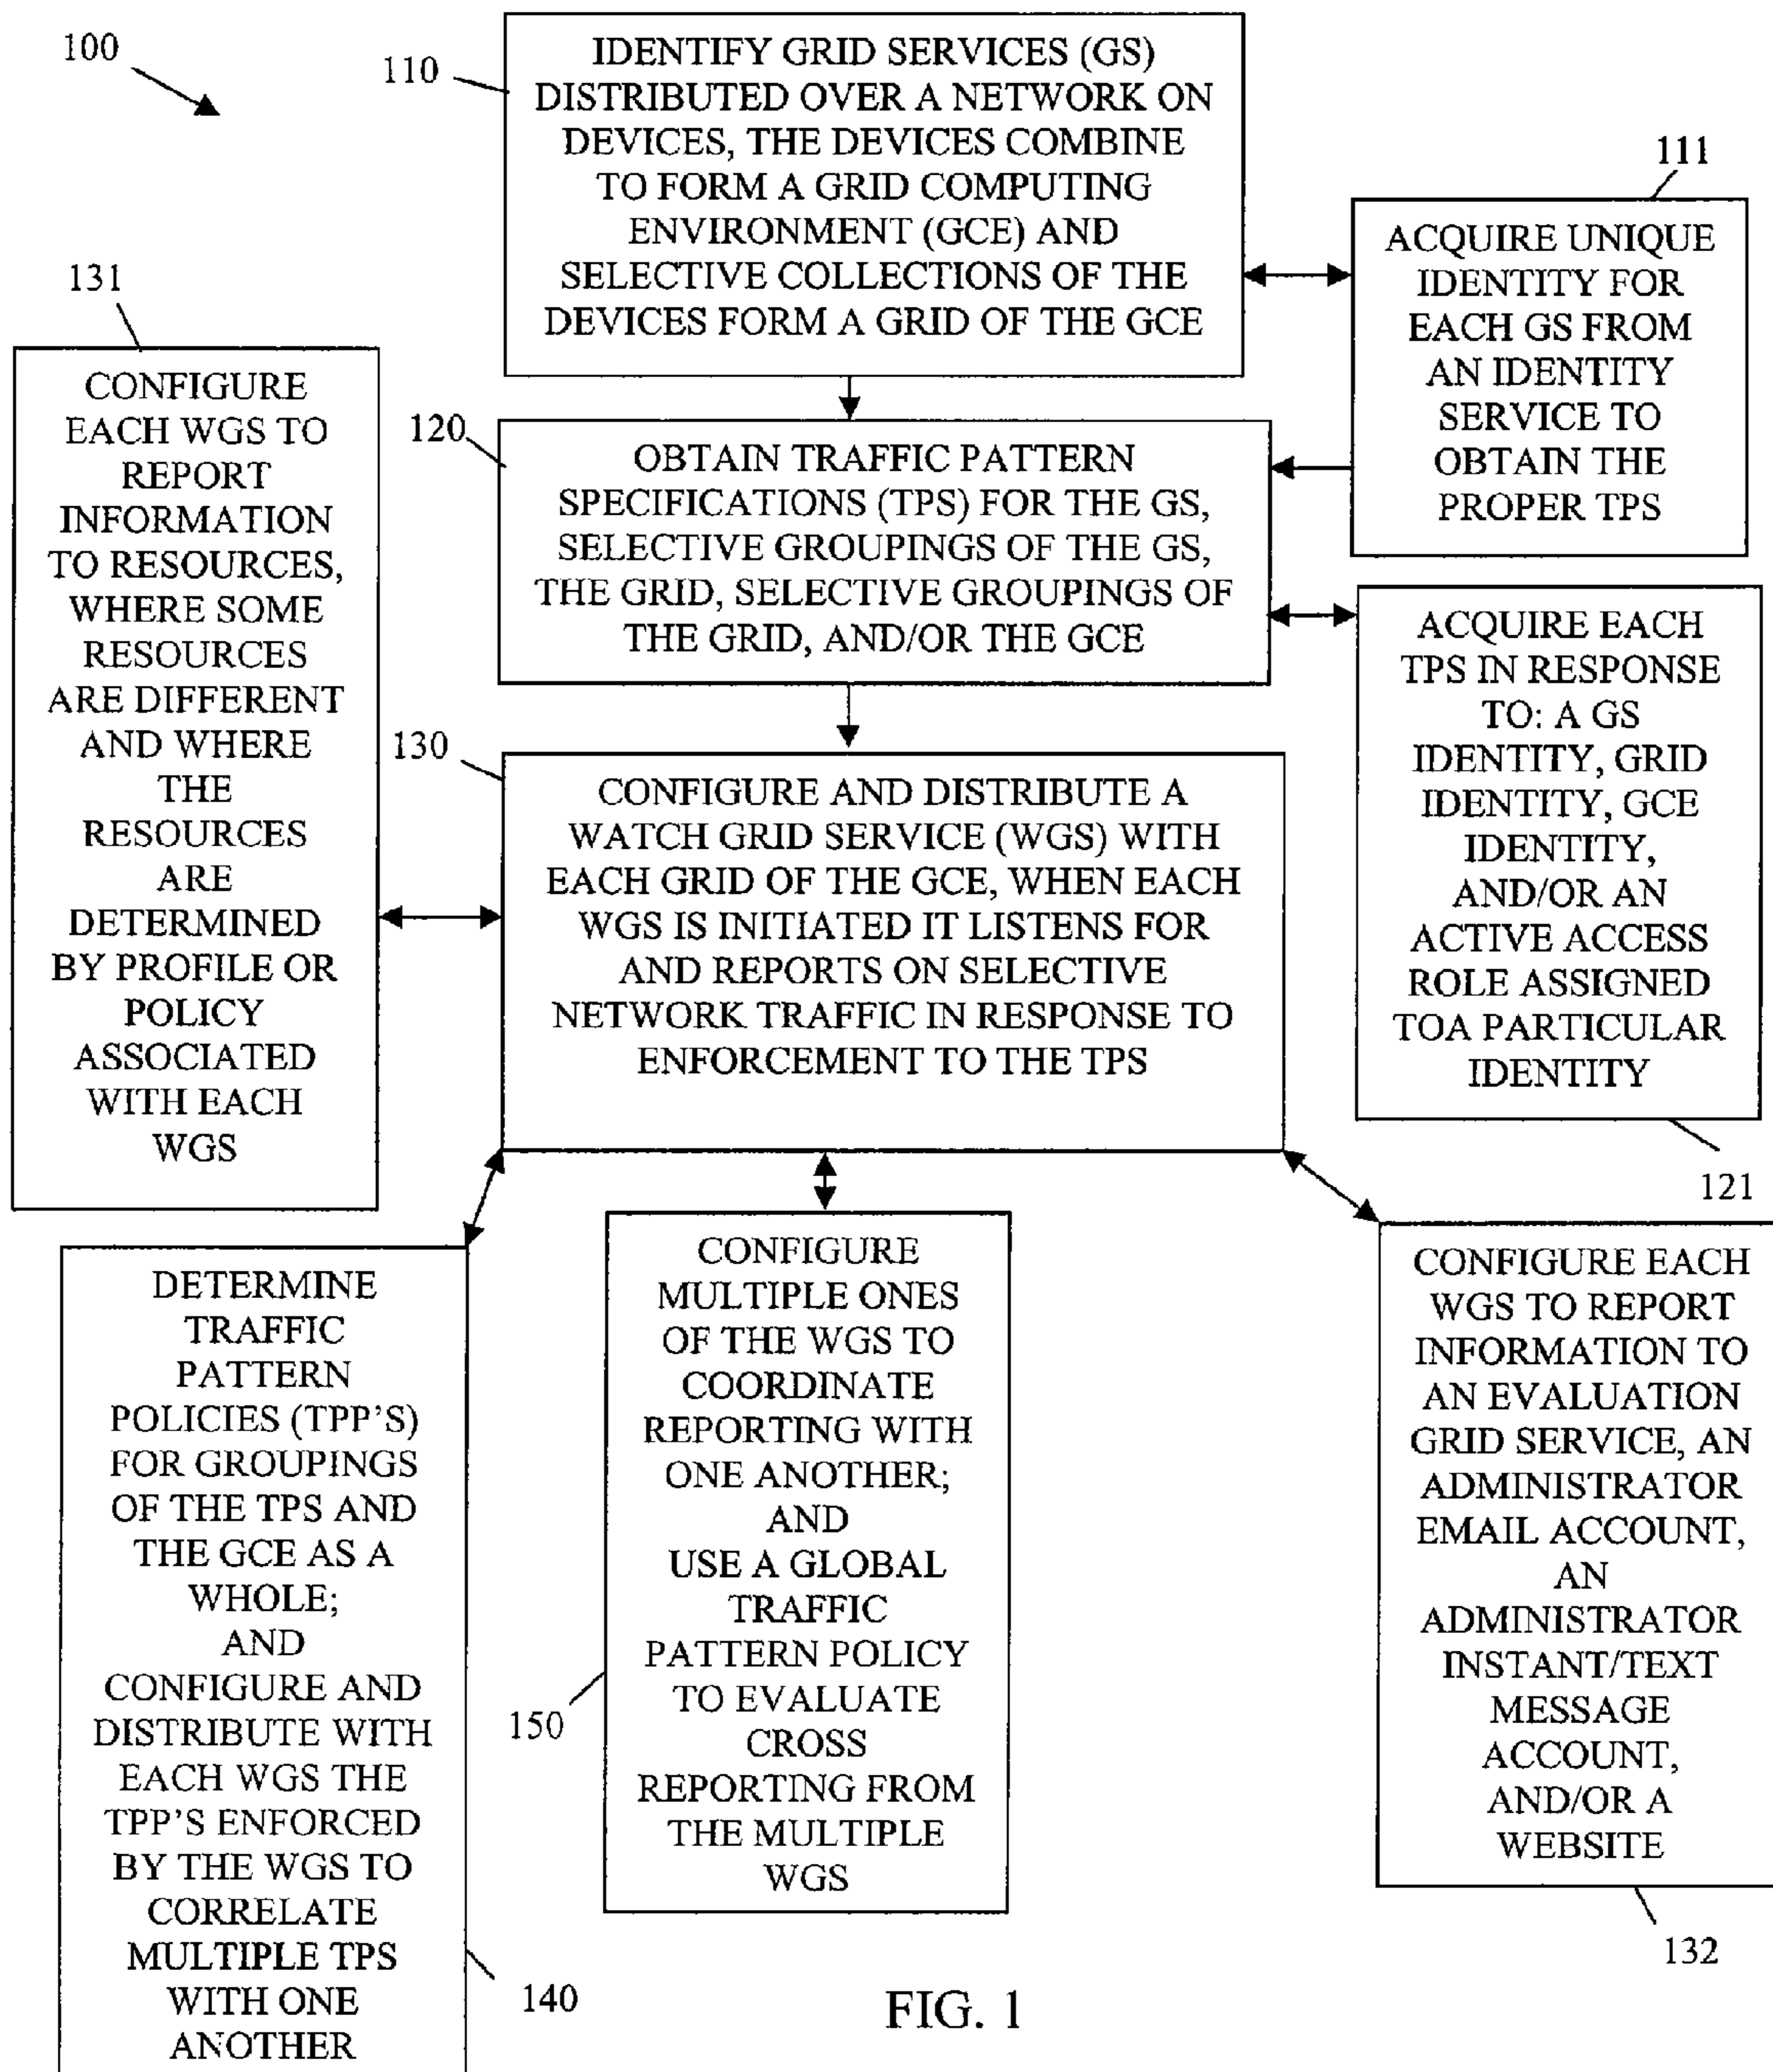 100
110
IDENTIFY GRID SERVICES (GS)
DISTRIBUTED OVER A NETWORK ON
DEVICES, THE DEVICES COMBINE
TO FORM A GRID COMPUTING
ENVIRONMENT (GCE) AND
SELECTIVE COLLECTIONS OF THE
DEVICES FORM A GRID OF THE GCE
111
ACQUIRE UNIQUE
IDENTITY FOR
EACH GS FROM
AN IDENTITY
SERVICE TO
OBTAIN THE
PROPER TPS
131
CONFIGURE
EACH WGS TO
REPORT
INFORMATION
TO RESOURCES,
WHERE SOME
RESOURCES
ARE DIFFERENT
AND WHERE
THE
RESOURCES
ARE
DETERMINED
BY PROFILE OR
POLICY
ASSOCIATED
WITH EACH
WGS
120
OBTAIN TRAFFIC PATTERN
SPECIFICATIONS (TPS) FOR THE GS,
SELECTIVE GROUPINGS OF THE GS,
THE GRID, SELECTIVE GROUPINGS OF
THE GRID, AND/OR THE GCE
ACQUIRE EACH
TPS IN RESPONSE
TO: A GS
IDENTITY, GRID
IDENTITY, GCE
IDENTITY,
AND/OR AN
ACTIVE ACCESS
ROLE ASSIGNED
TOA PARTICULAR
IDENTITY
121
130
CONFIGURE AND DISTRIBUTE A
WATCH GRID SERVICE (WGS) WITH
EACH GRID OF THE GCE, WHEN EACH
WGS IS INITIATED IT LISTENS FOR
AND REPORTS ON SELECTIVE
NETWORK TRAFFIC IN RESPONSE TO
ENFORCEMENT TO THE TPS
DETERMINE
TRAFFIC
PATTERN
POLICIES (TPP'S)
FOR GROUPINGS
OF THE TPS AND
THE GCE AS A
WHOLE;
AND
CONFIGURE AND
DISTRIBUTE WITH
EACH WGS THE
TPP'S ENFORCED
BY THE WGS TO
CORRELATE
MULTIPLE TPS
WITH ONE
ANOTHER
140
CONFIGURE
MULTIPLE ONES
OF THE WGS TO
COORDINATE
REPORTING WITH
ONE ANOTHER;
AND
USE A GLOBAL
TRAFFIC
PATTERN POLICY
TO EVALUATE
CROSS
REPORTING FROM
THE MULTIPLE
WGS
150
CONFIGURE EACH
WGS TO REPORT
INFORMATION TO
AN EVALUATION
GRID SERVICE, AN
ADMINISTRATOR
EMAIL ACCOUNT,
AN
ADMINISTRATOR
INSTANT/TEXT
MESSAGE
ACCOUNT,
AND/OR A
WEBSITE
132
FIG. 1